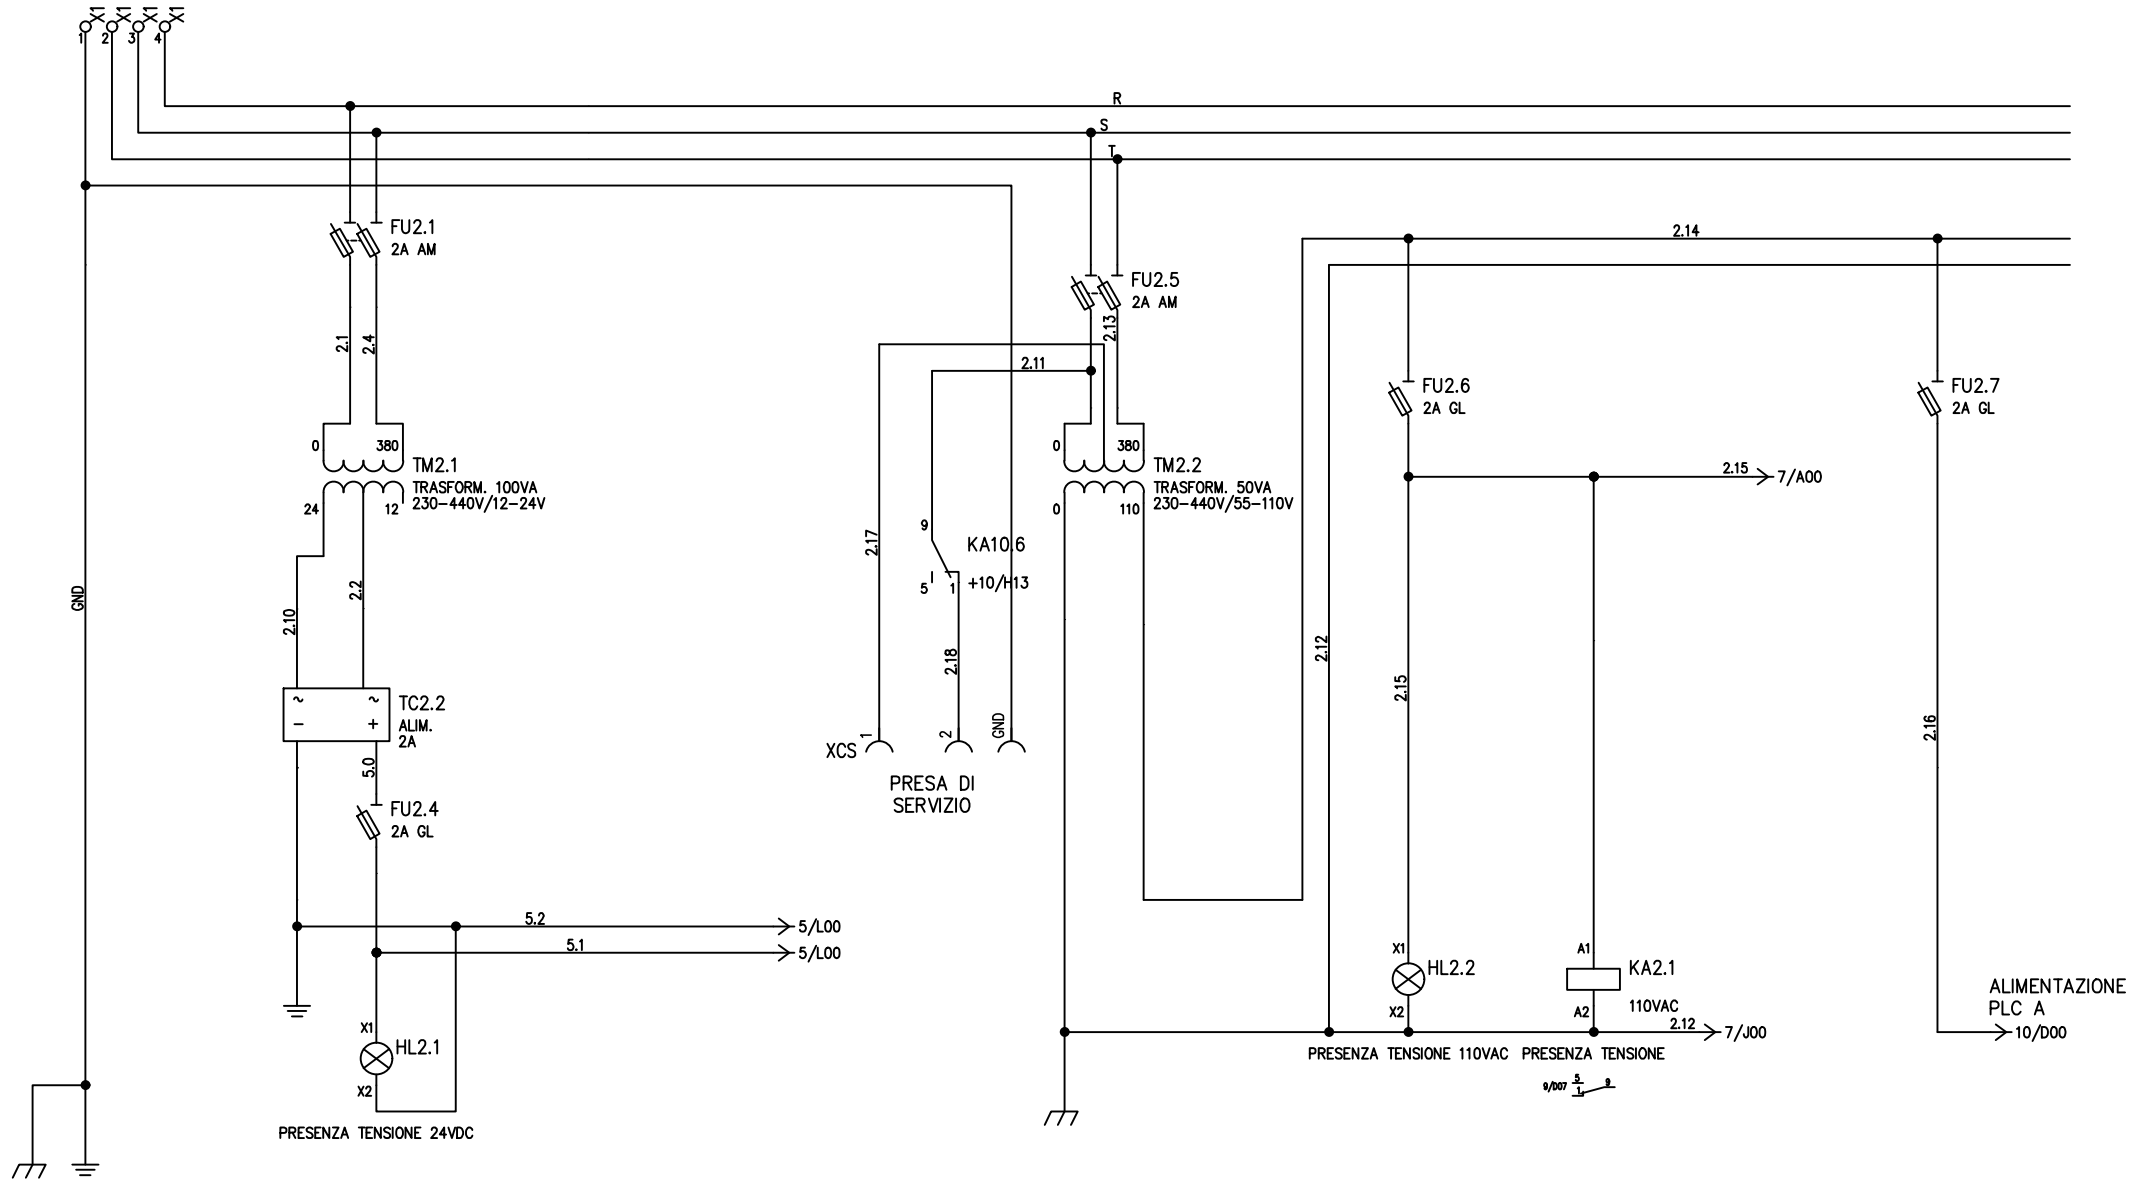 X1 X1 X1 X1
1 2 3 4
R
S
T
FU2.1
2A AM
2.14
FU2.5
2A AM
2.1
2.4
2.13
2.11
FU2.6
2A GL
FU2.7
2A GL
0 380
TM2.1
TRASFORM. 100VA
230-440V/12-24V
24 12
0 380
TM2.2
TRASFORM. 50VA
230-440V/55-110V
0 110
2.15
7/A00
9
KA10.6
+10/H13
5 1
2.17
GND
2.10
2.2
2.18
2.12
2.15
2.16
TC2.2
ALIM.
2A
~ ~
- +
XCS
1
2
GND
PRESA DI
SERVIZIO
5.0
FU2.4
2A GL
5.2
5/L00
5.1
5/L00
X1
HL2.1
X2
PRESENZA TENSIONE 24VDC
X1
HL2.2
X2
A1
KA2.1
110VAC
A2
2.12
7/J00
PRESENZA TENSIONE 110VAC
PRESENZA TENSIONE
9/D07
5
1
9
ALIMENTAZIONE
PLC A
10/D00